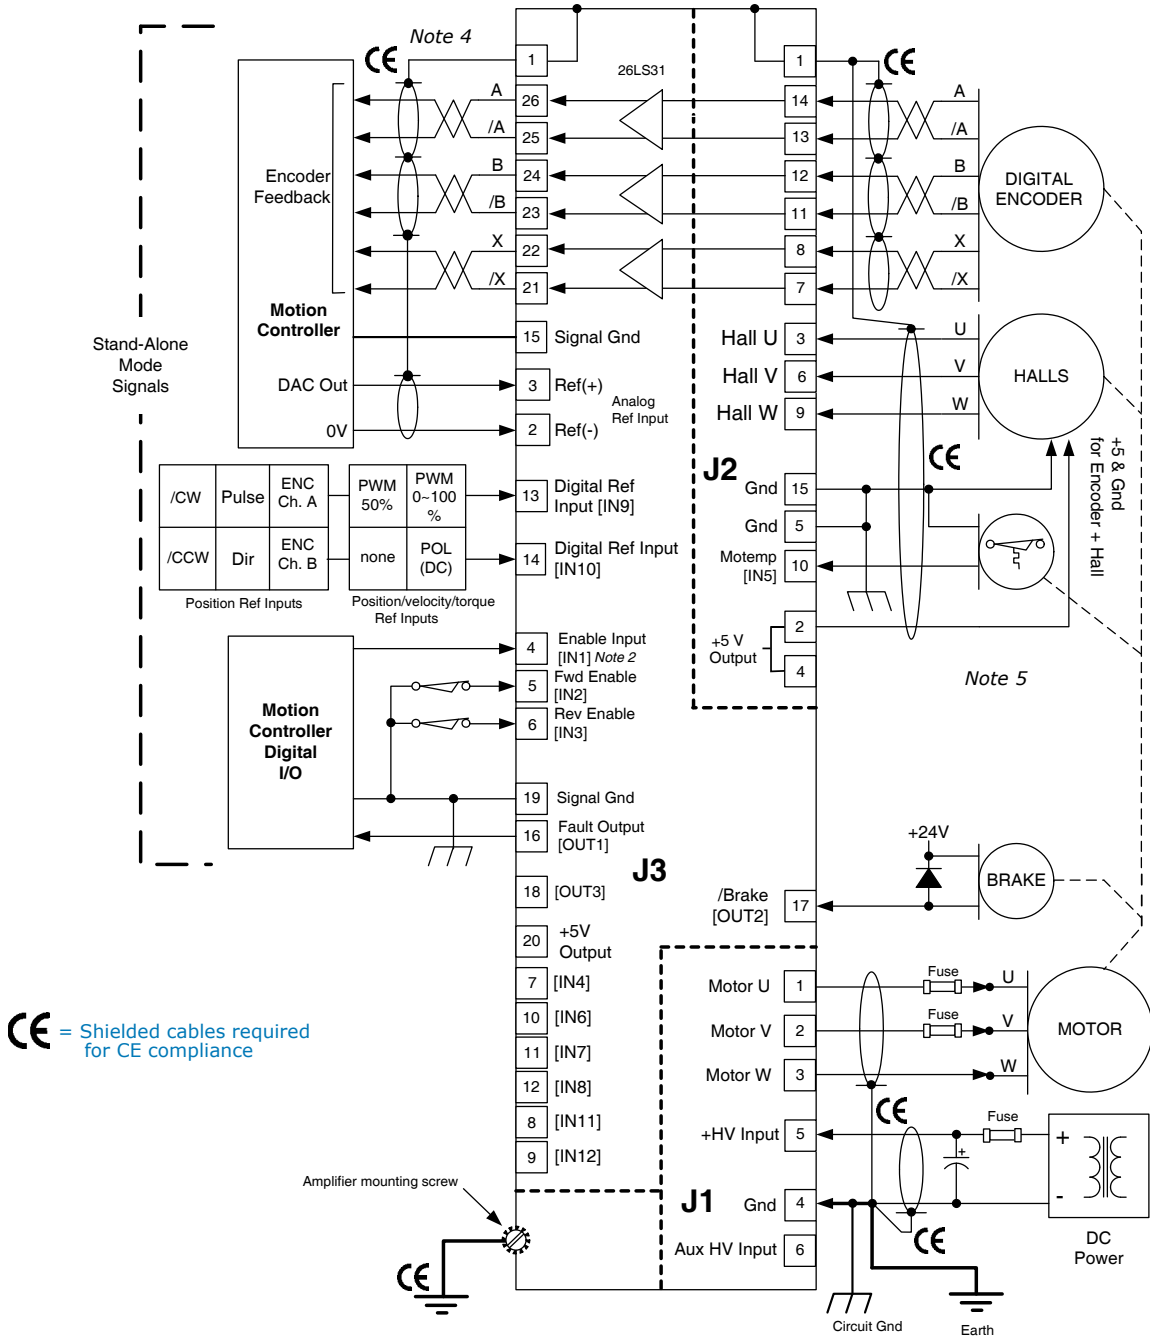 Note 4
CE
1
26LS31
1
CE
A
26
14
A
/A
25
13
/A
B
24
12
B
/B
23
11
/B
X
22
8
X
/X
21
7
/X
Encoder
Feedback
DIGITAL
ENCODER
Motion
Controller
15
Signal Gnd
DAC Out
3
Ref(+)
0V
2
Ref(-)
Analog
Ref Input
Stand-Alone
Mode
Signals
Hall U
3
U
Hall V
6
V
Hall W
9
W
HALLS
CE
J2
+5 & Gnd
for Encoder + Hall
/CW
Pulse
ENC
Ch. A
PWM
50%
PWM
0~100
%
13
Digital Ref
Input [IN9]
/CCW
Dir
ENC
Ch. B
none
POL
(DC)
14
Digital Ref Input
[IN10]
Position Ref Inputs
Position/velocity/torque
Ref Inputs
Gnd
15
Gnd
5
Motemp
[IN5]
10
+5 V
Output
2
4
Note 5
Motion
Controller
Digital
I/O
4
Enable Input
[IN1] Note 2
5
Fwd Enable
[IN2]
6
Rev Enable
[IN3]
19
Signal Gnd
16
Fault Output
[OUT1]
J3
18
[OUT3]
20
+5V
Output
7
[IN4]
10
[IN6]
11
[IN7]
12
[IN8]
8
[IN11]
9
[IN12]
+24V
BRAKE
/Brake
[OUT2]
17
Motor U
1
Fuse
U
Motor V
2
Fuse
V
Motor W
3
W
MOTOR
CE
+HV Input
5
Fuse
+
+
-
J1
Gnd
4
CE
Aux HV Input
6
DC
Power
Circuit Gnd
Earth
CE = Shielded cables required
for CE compliance
Amplifier mounting screw
CE